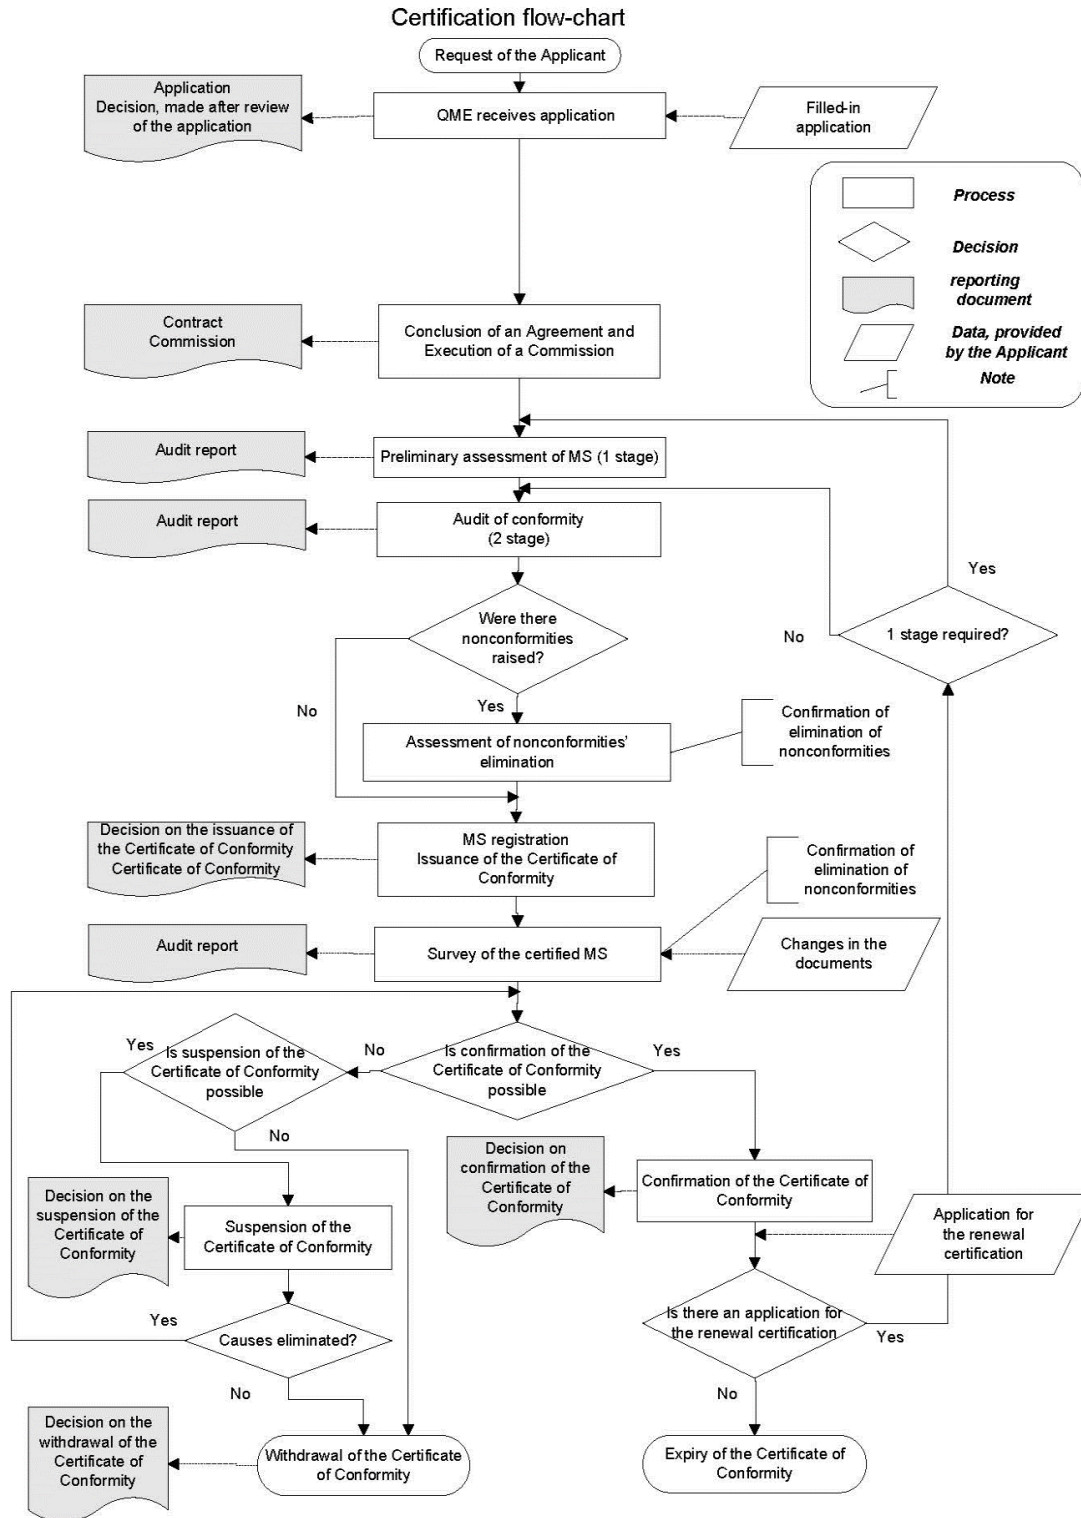 Certification flow-chart
Request of the Applicant
Application
Decision, made after review
of the application
QME receives application
Filled-in
application
Process
Decision
reporting
document
Data, provided
by the Applicant
Note
Contract
Commission
Conclusion of an Agreement and
Execution of a Commission
Audit report
Preliminary assessment of MS (1 stage)
Audit report
Audit of conformity
(2 stage)
Yes
Were there
nonconformities
raised?
No
1 stage required?
No
Yes
Assessment of nonconformities'
elimination
Confirmation of
elimination of
nonconformities
Decision on the issuance of
the Certificate of Conformity
Certificate of Conformity
MS registration
Issuance of the Certificate of
Conformity
Confirmation of
elimination of
nonconformities
Audit report
Survey of the certified MS
Changes in the
documents
Yes
Is suspension of the
Certificate of Conformity
possible
No
Is confirmation of the
Certificate of Conformity
possible
Yes
No
Decision on
confirmation of the
Certificate of
Conformity
Confirmation of the Certificate of
Conformity
Decision on the
suspension of the
Certificate of
Conformity
Suspension of the
Certificate of Conformity
Application for
the renewal
certification
Yes
Causes eliminated?
Is there an application for
the renewal certification
Yes
No
No
Decision on the
withdrawal of the
Certificate of
Conformity
Withdrawal of the Certificate
of Conformity
Expiry of the Certificate of
Conformity